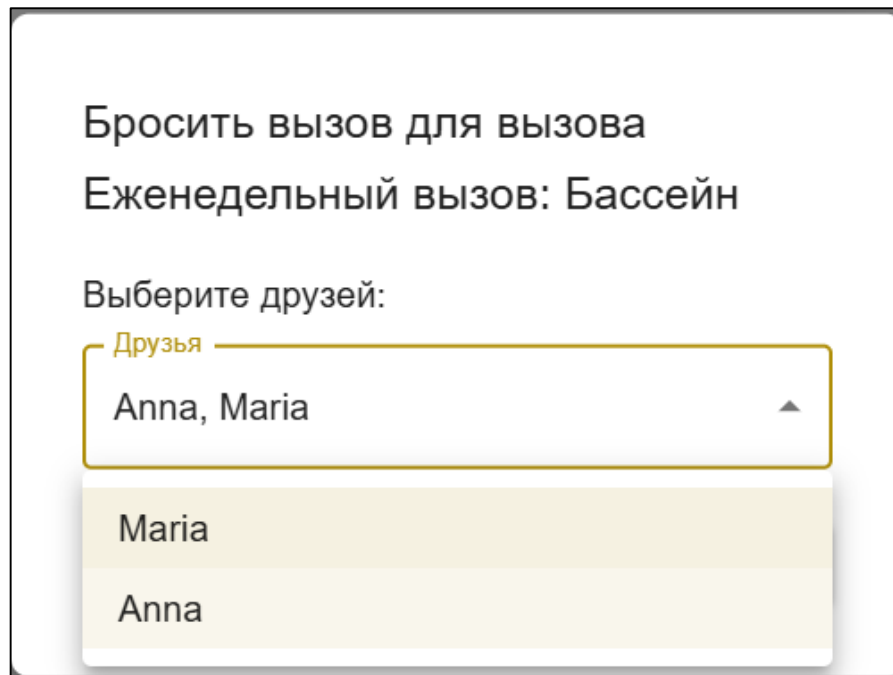 Бросить вызов для вызова
Еженедельный вызов: Бассейн
Выберите друзей:
Друзья
Anna, Maria
Maria
Anna